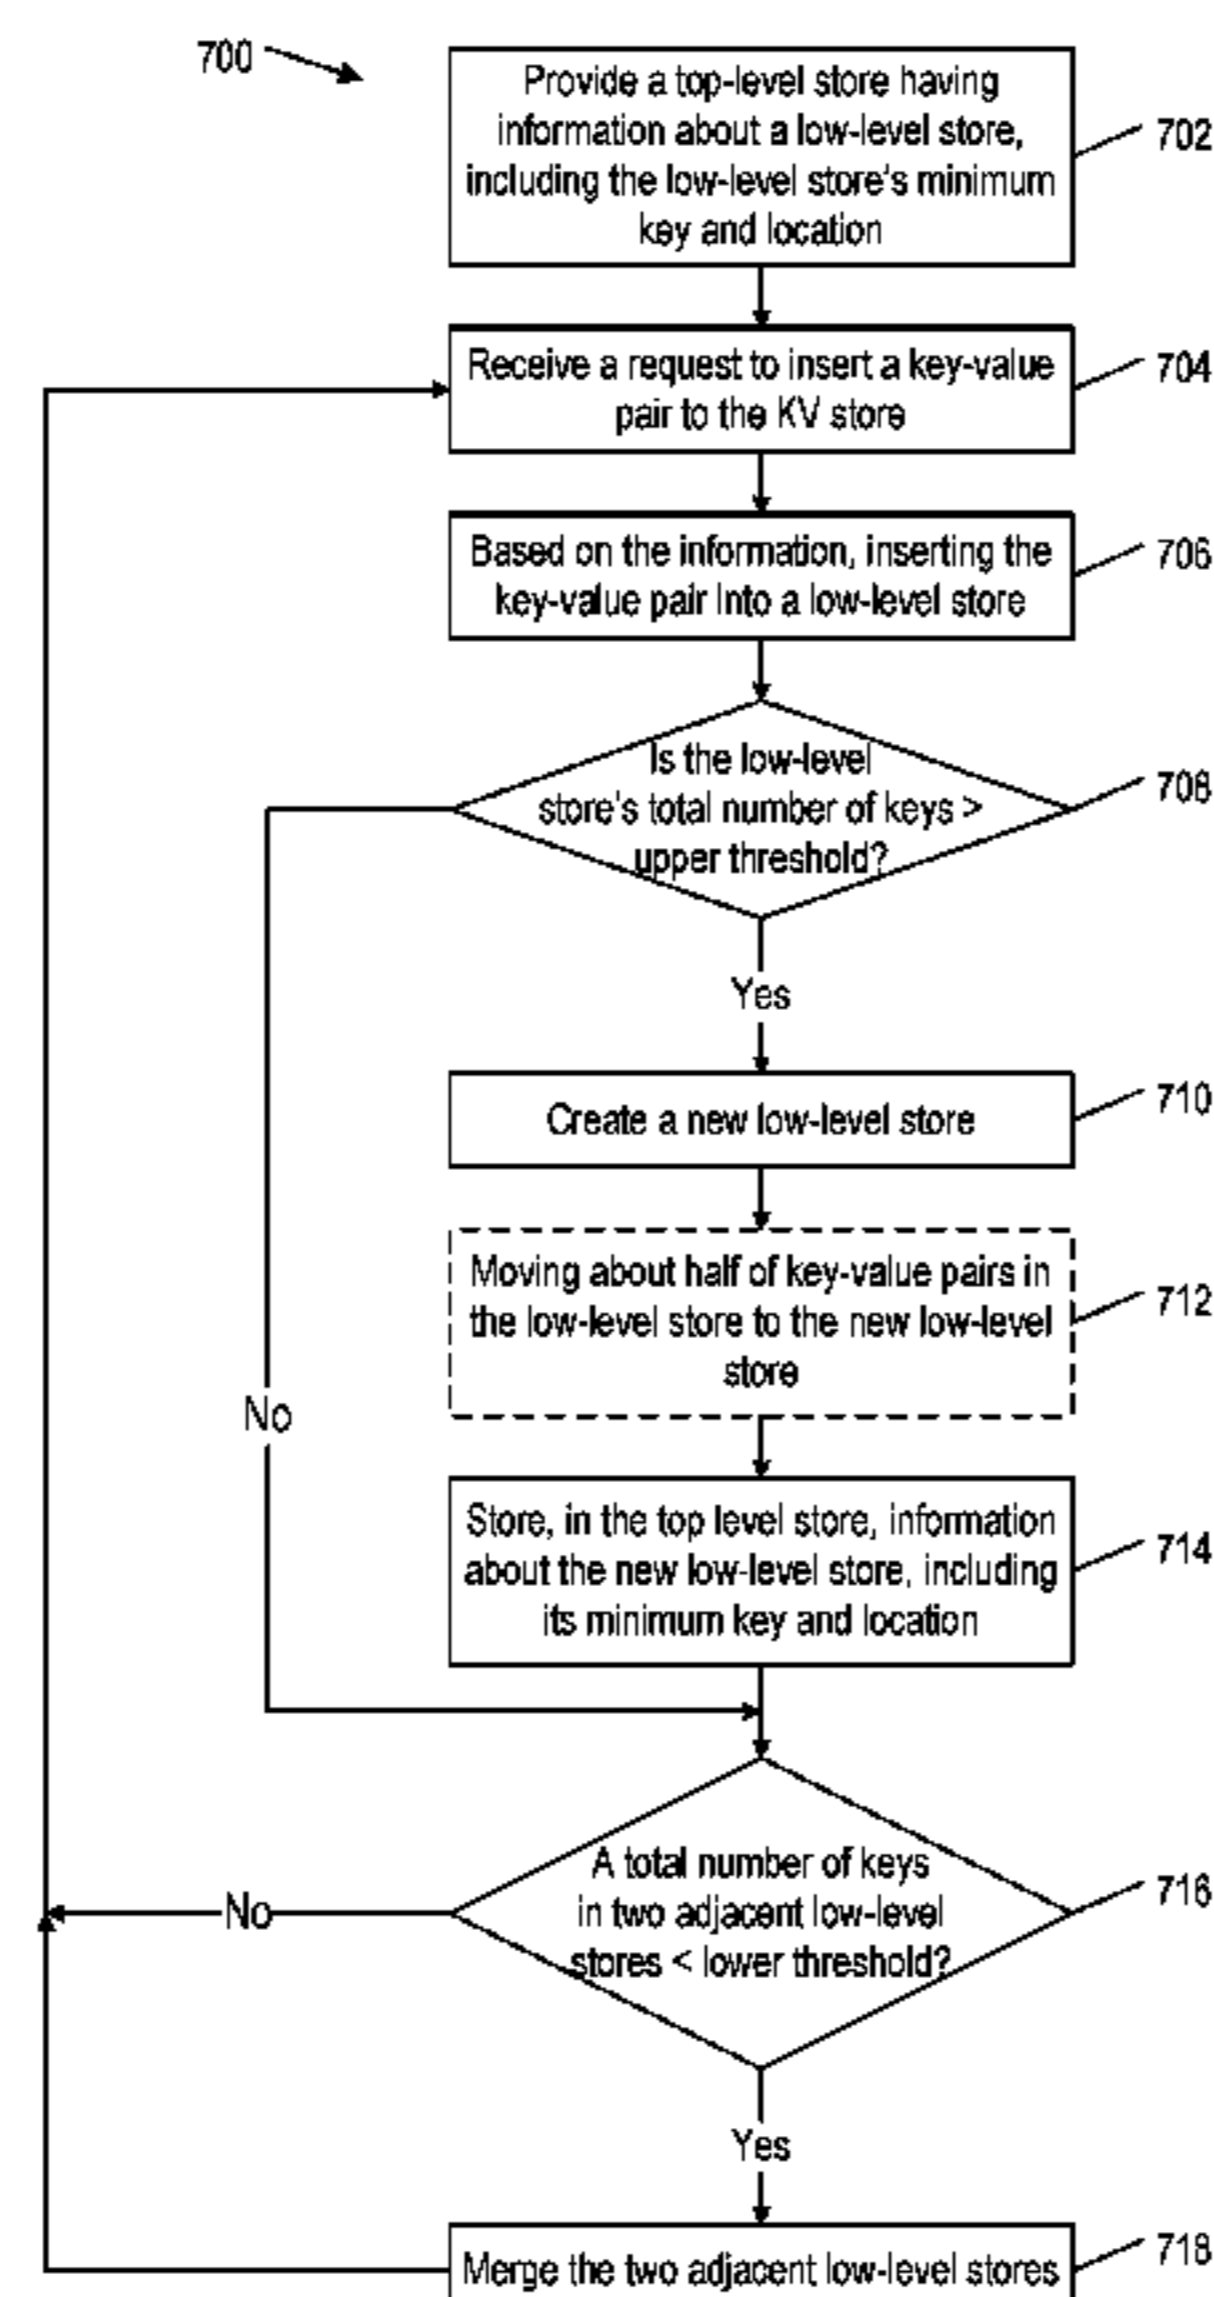 700
Provide a top-level store having
information about a low-level store,
including the low-level store's minimum
key and location
702
Receive a request to insert a key-value
pair to the KV store
704
Based on the information, inserting the
key-value pair into a low-level store
706
Is the low-level
store's total number of keys >
upper threshold?
708
Yes
Create a new low-level store
710
Moving about half of key-value pairs in
the low-level store to the new low-level
store
712
No
Store, in the top level store, information
about the new low-level store, including
its minimum key and location
714
A total number of keys
in two adjacent low-level
stores < lower threshold?
716
No
Yes
Merge the two adjacent low-level stores
718